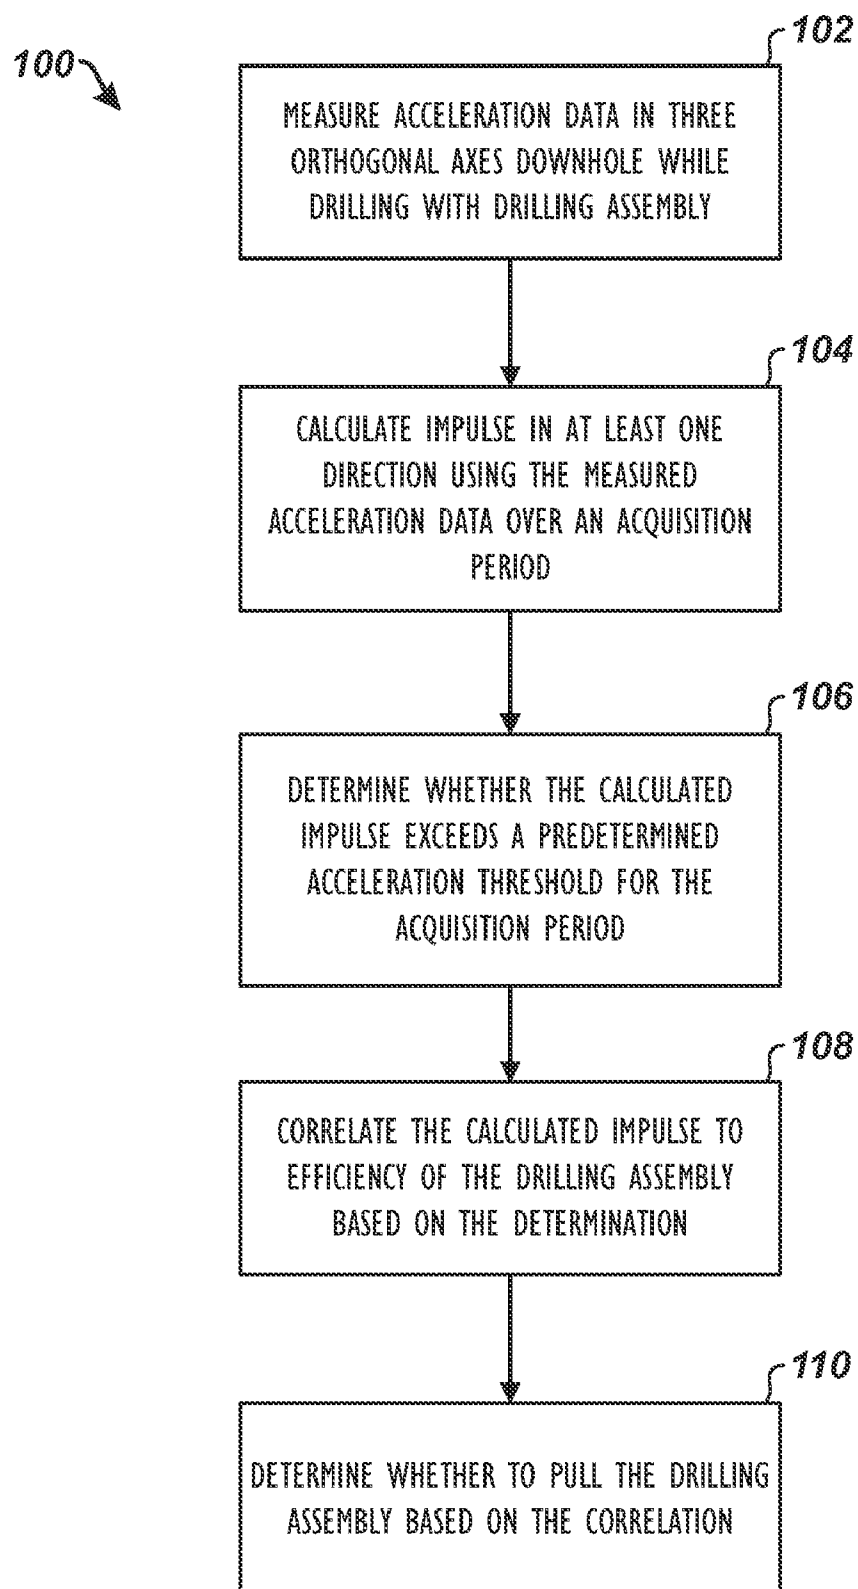 100
102
MEASURE ACCELERATION DATA IN THREE
ORTHOGONAL AXES DOWNHOLE WHILE
DRILLING WITH DRILLING ASSEMBLY
104
CALCULATE IMPULSE IN AT LEAST ONE
DIRECTION USING THE MEASURED
ACCELERATION DATA OVER AN ACQUISITION
PERIOD
106
DETERMINE WHETHER THE CALCULATED
IMPULSE EXCEEDS A PREDETERMINED
ACCELERATION THRESHOLD FOR THE
ACQUISITION PERIOD
108
CORRELATE THE CALCULATED IMPULSE TO
EFFICIENCY OF THE DRILLING ASSEMBLY
BASED ON THE DETERMINATION
110
DETERMINE WHETHER TO PULL THE DRILLING
ASSEMBLY BASED ON THE CORRELATION